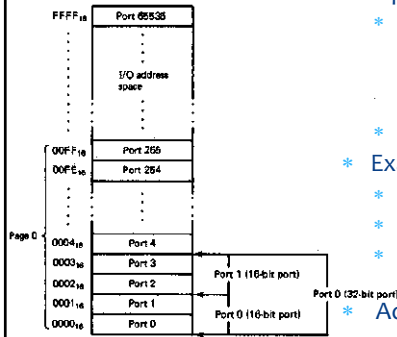 FFFF₁₆ Port 65535
I/O address
space
00FF₁₆ Port 255
00FE₁₆ Port 254
Page 0
0004₁₆ Port 4
0003₁₆ Port 3
Port 1 (16-bit port)
0002₁₆ Port 2
Port 0 (32-bit port)
0001₁₆ Port 1
Port 0 (16-bit port)
0000₁₆ Port 0
*
*
* Ex
*
*
*
*